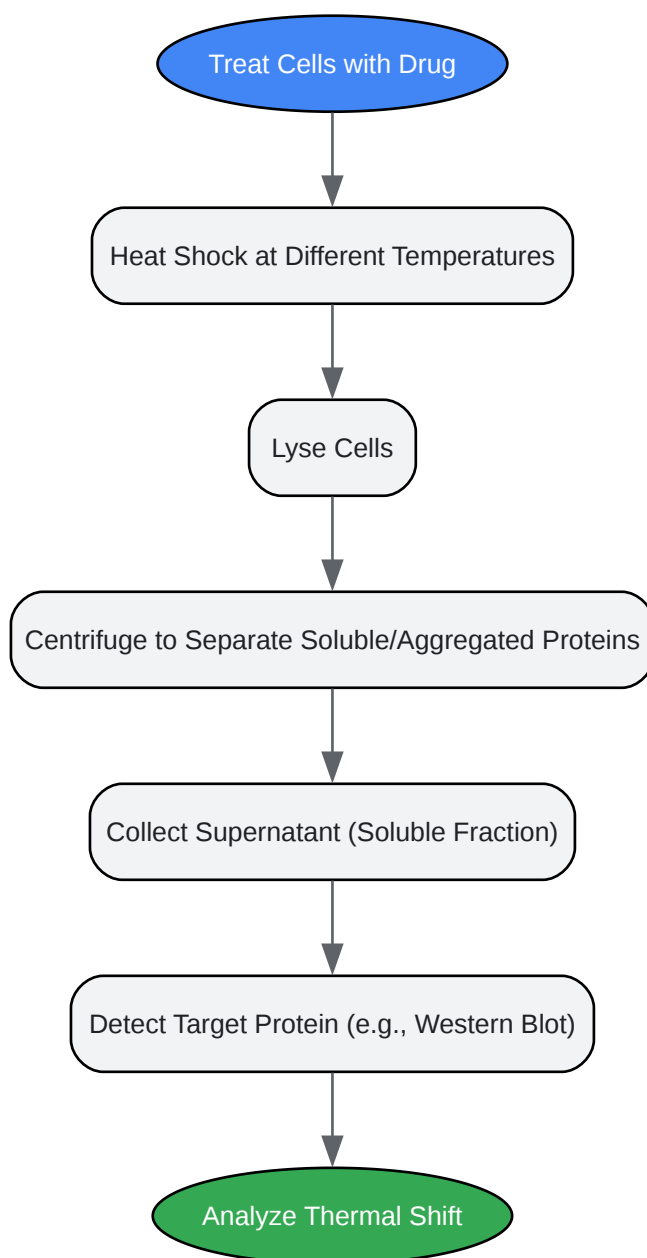 Treat Cells with Drug
Heat Shock at Different Temperatures
Lyse Cells
Centrifuge to Separate Soluble/Aggregated Proteins
Collect Supernatant (Soluble Fraction)
Detect Target Protein (e.g., Western Blot)
Analyze Thermal Shift